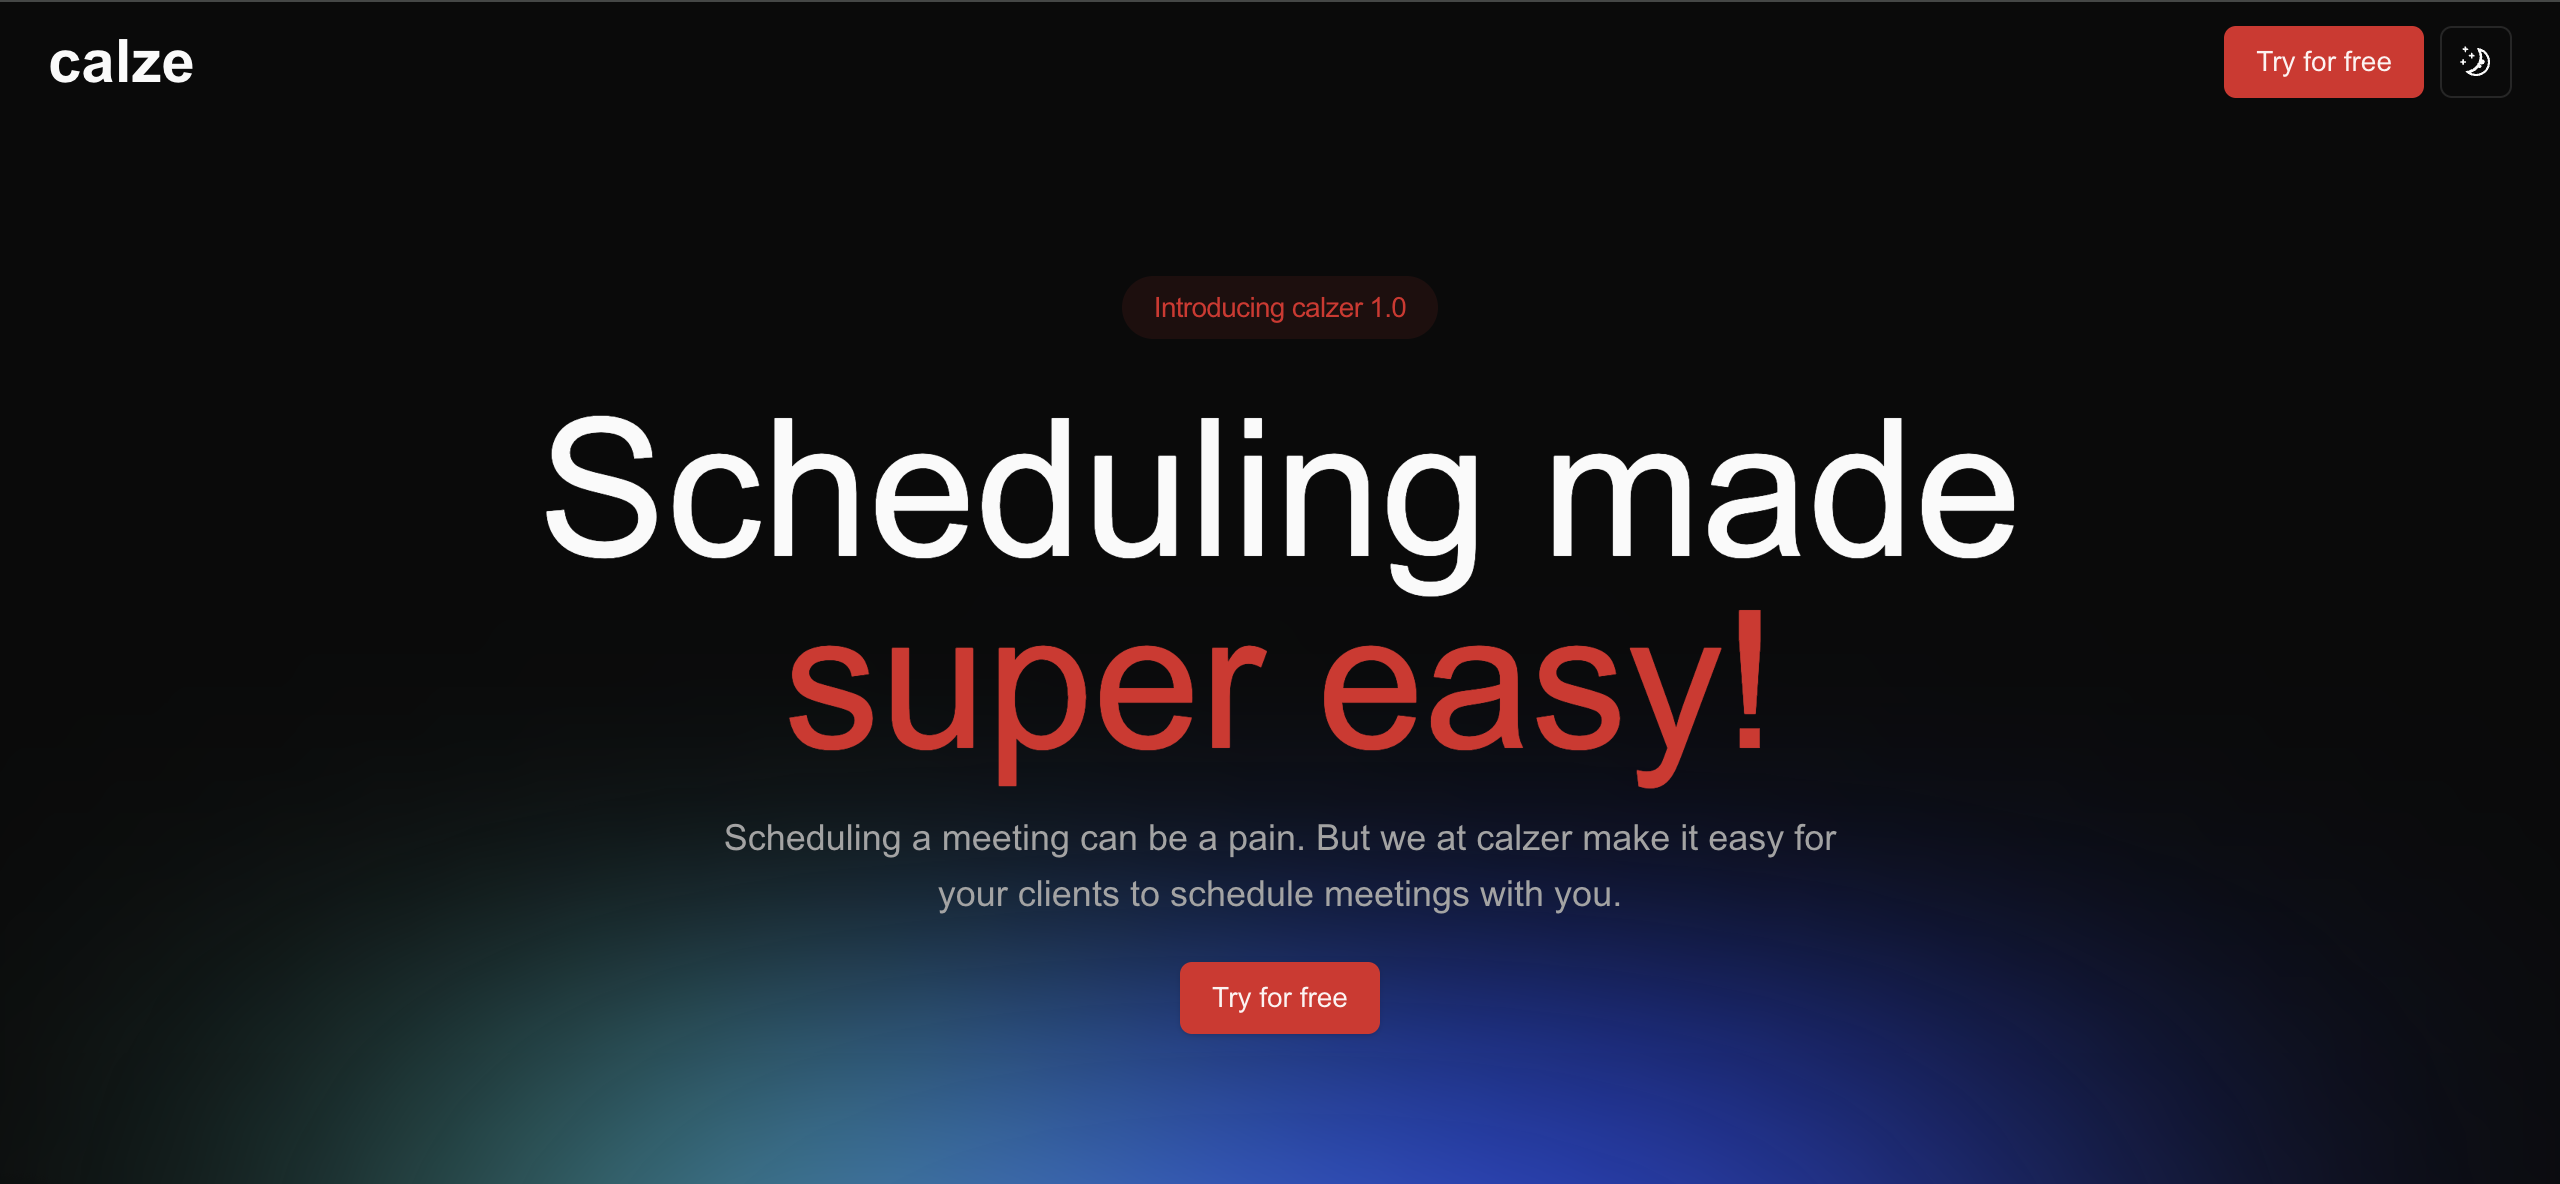 calze
Try for free
Introducing calzer 1.0
Scheduling made
super easy!
Scheduling a meeting can be a pain. But we at calzer make it easy for
your clients to schedule meetings with you.
Try for free